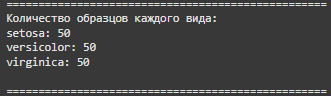 ==================================================
Количество образцов каждого вида:
setosa: 50
versicolor: 50
virginica: 50
==================================================